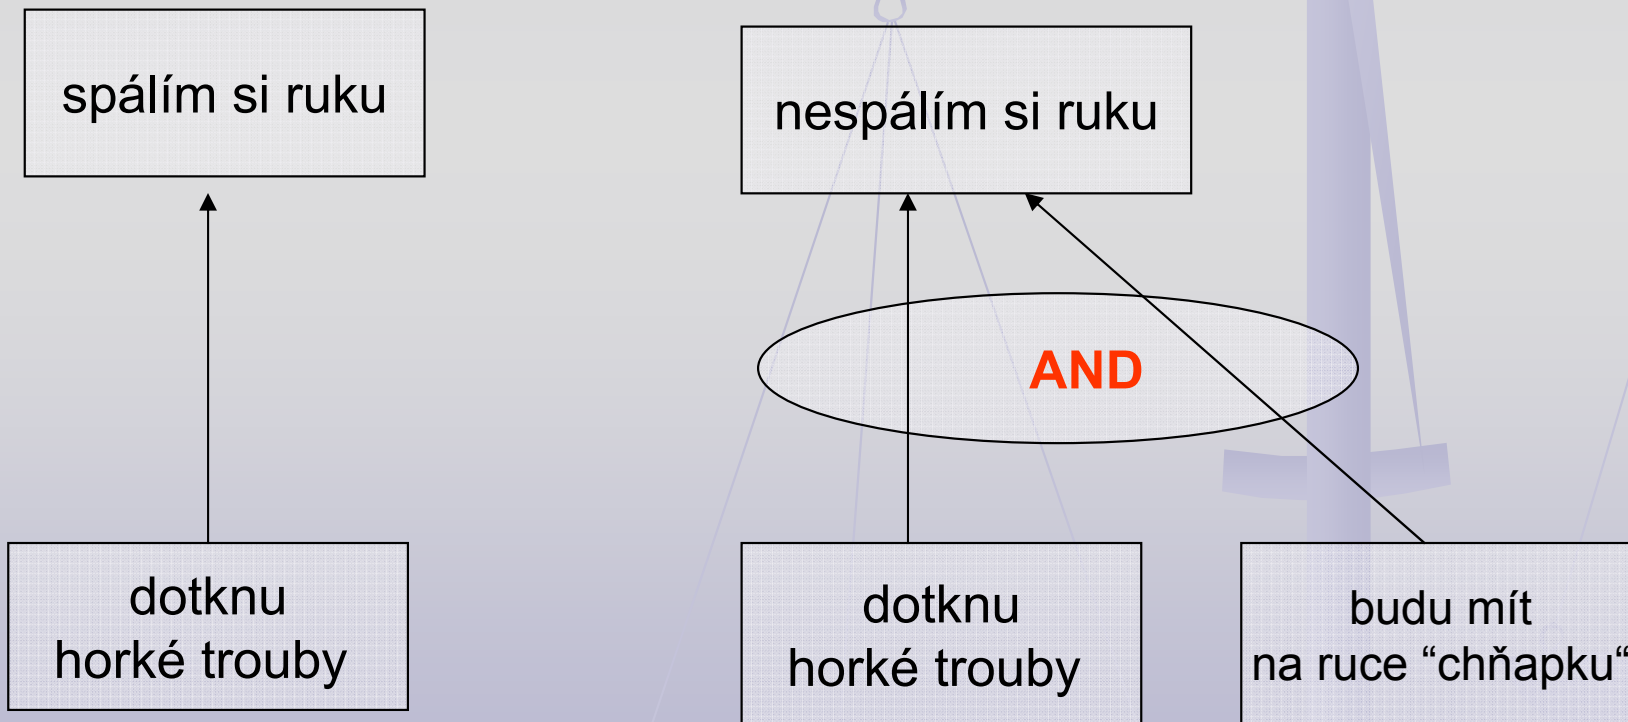 spálím si ruku
nespálím si ruku
AND
dotknu
horké trouby
dotknu
horké trouby
budu mít
na ruce “chňapku“